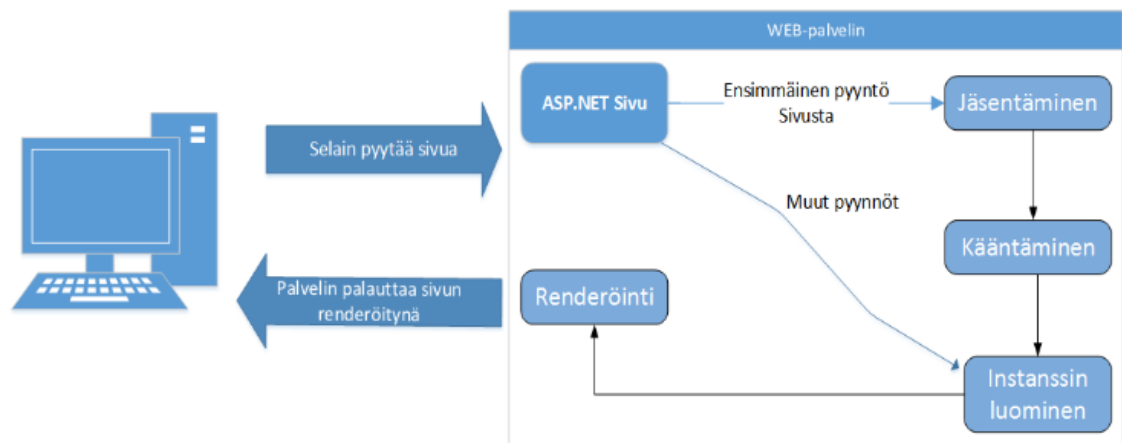 WEB-palvelin
ASP.NET Sivu
Ensimmäinen pyyntö
Sivusta
Jäsentäminen
Selain pyytää sivua
Muut pyynnöt
Kääntäminen
Palvelin palauttaa sivun
renderöitynä
Renderöinti
Instanssin
luominen